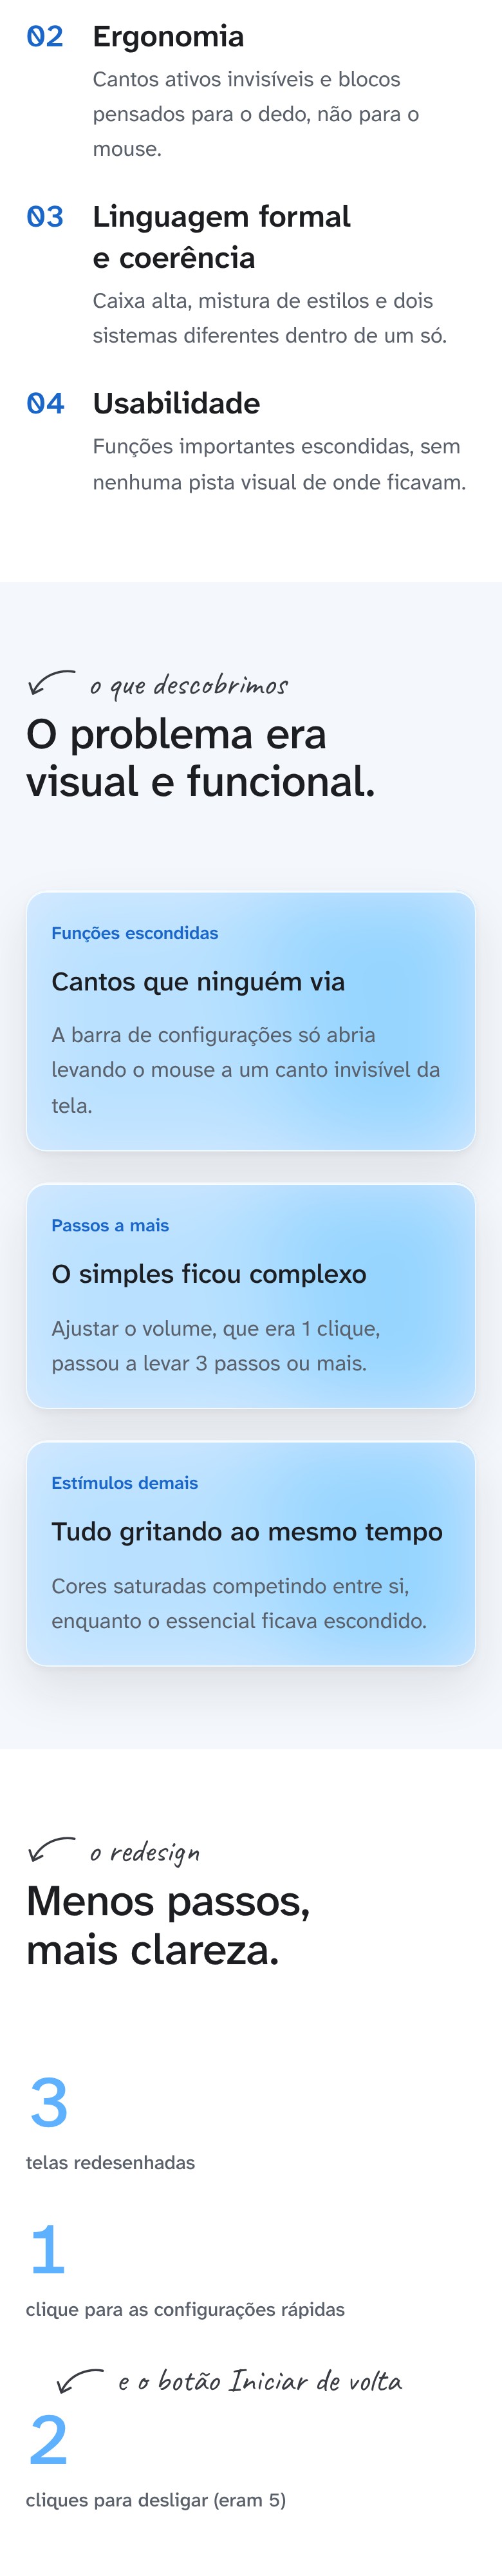 02 Ergonomia
Cantos ativos invisíveis e blocos
pensados para o dedo, não para o
mouse.
03 Linguagem formal
e coerência
Caixa alta, mistura de estilos e dois
sistemas diferentes dentro de um só.
04 Usabilidade
Funções importantes escondidas, sem
nenhuma pista visual de onde ficavam.
o que descobrimos
O problema era
visual e funcional.
Funções escondidas
Cantos que ninguém via
A barra de configurações só abria
levando o mouse a um canto invisível da
tela.
Passos a mais
O simples ficou complexo
Ajustar o volume, que era 1 clique,
passou a levar 3 passos ou mais.
Estímulos demais
Tudo gritando ao mesmo tempo
Cores saturadas competindo entre si,
enquanto o essencial ficava escondido.
o redesign
Menos passos,
mais clareza.
3
telas redesenhadas
1
clique para as configurações rápidas
e o botão Iniciar de volta
2
cliques para desligar (eram 5)